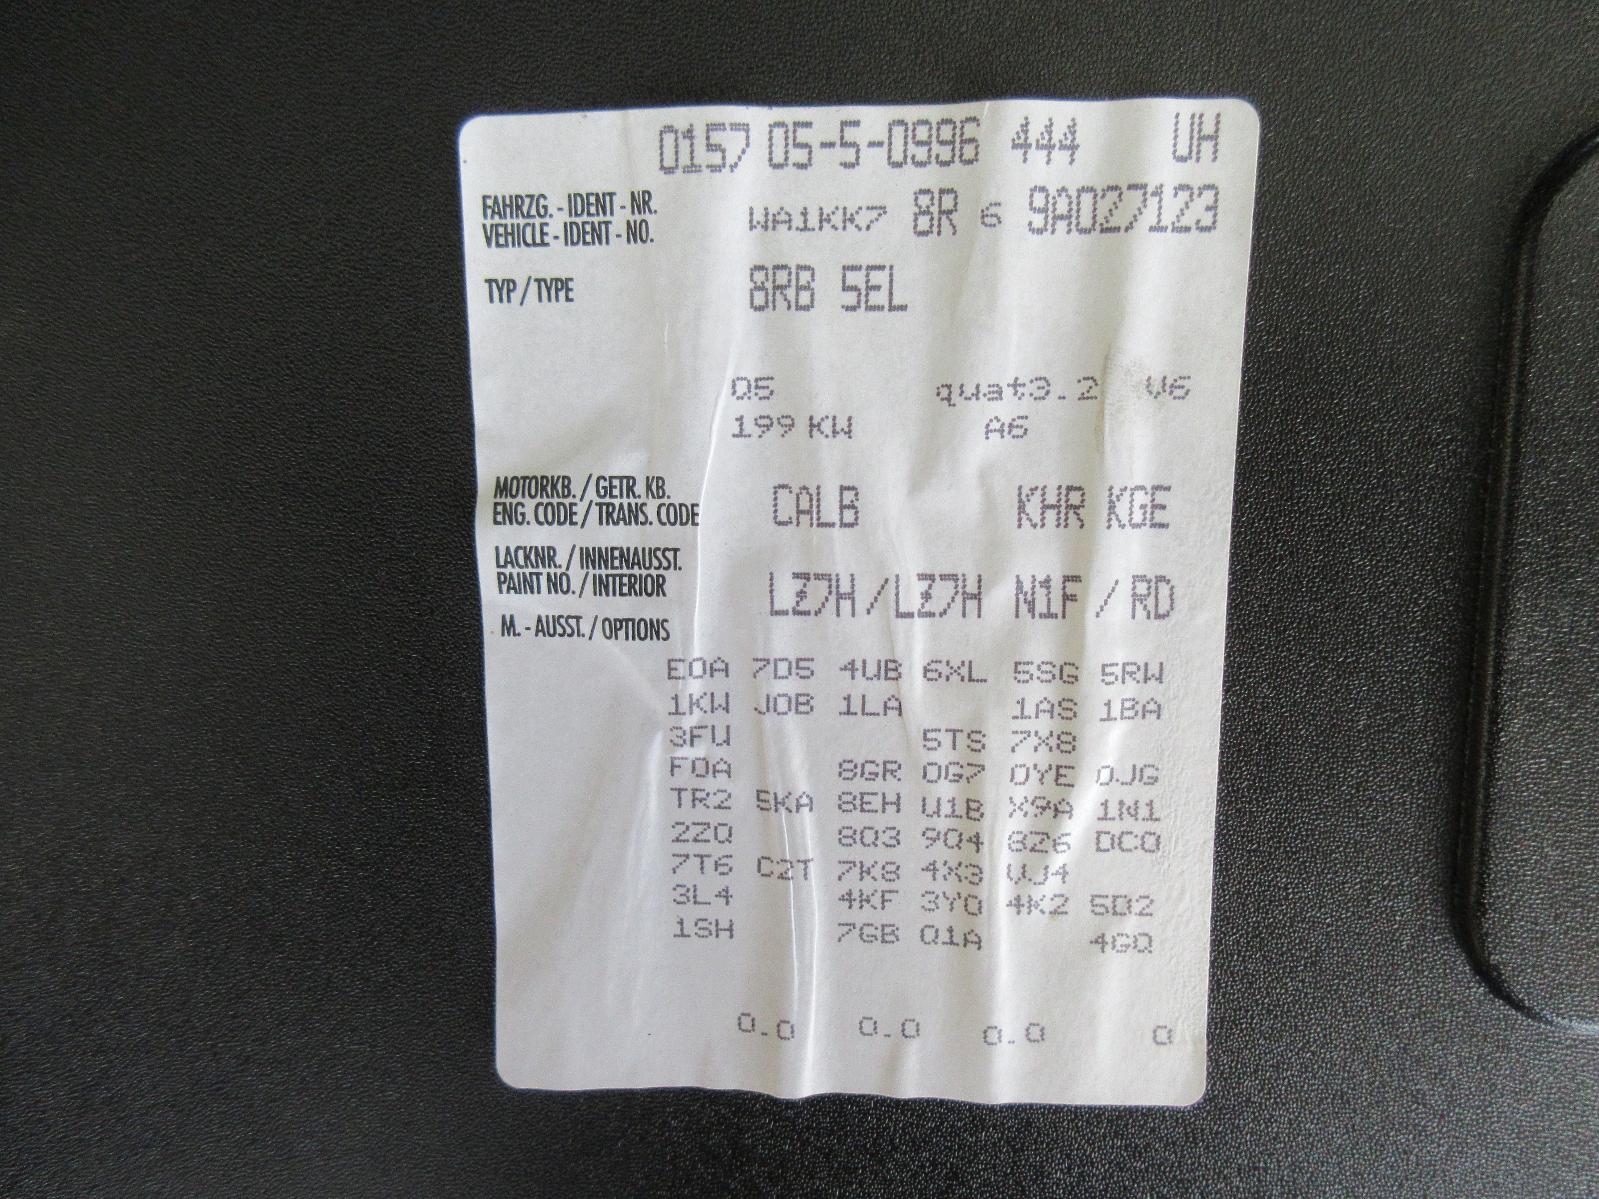 0157 05-5-0996 444 UH
FAHRZG. - IDENT - NR.
VEHICLE - IDENT - NO. WA1KK7 8R 6 9A027123
TYP / TYPE 8RB 5EL
Q5 quat3.2 V6
199 KW A6
MOTORKB. / GETR. KB.
ENG. CODE / TRANS. CODE CALB KHR KGE
LACKNR. / INNENAUSST.
PAINT NO. / INTERIOR LZ7H / LZ7H N1F / RD
M. - AUSST. / OPTIONS
E0A 7D5 4UB 6XL 5SG 5RW
1KW J0B 1LA 1AS 1BA
3FU 5TS 7X8
F0A 8GR 0G7 0YE 0JG
TR2 5KA 8EH U1B X9A 1N1
2ZQ 8Q3 9Q4 8Z6 DC0
7T6 C2T 7K8 4X3 VJ4
3L4 4KF 3Y0 4K2 5D2
1SH 7GB Q1A 4GQ
0.0 0.0 0.0 0